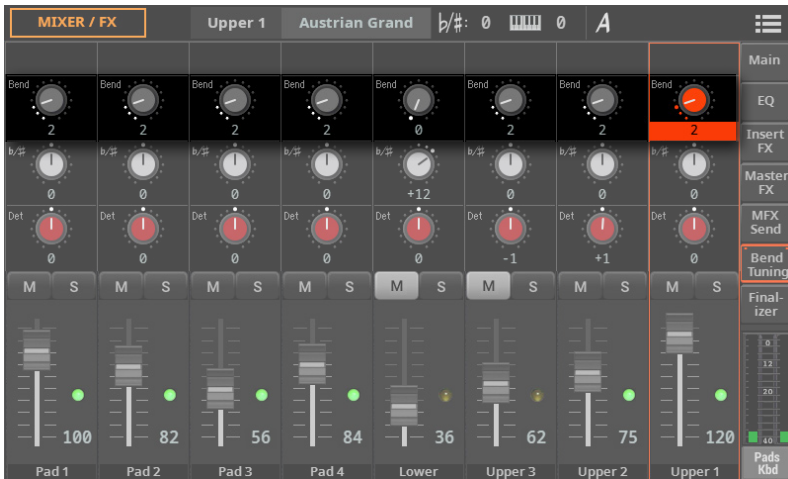 MIXER / FX Upper 1 Austrian Grand ♭/♯: 0 0 A
Main
Bend Bend Bend Bend Bend Bend Bend Bend
EQ
2 2 2 2 0 2 2 2
Insert
FX
♭/♯ ♭/♯ ♭/♯ ♭/♯ ♭/♯ ♭/♯ ♭/♯ ♭/♯
Master
FX
0 0 0 0 +12 0 0 0
Det Det Det Det Det Det Det Det
MFX
Send
0 0 0 0 0 -1 +1 0
Bend
Tuning
M S M S M S M S M S M S M S M S
Final-
izer
0
12
20
40
100 82 56 84 36 62 75 120
Pad 1 Pad 2 Pad 3 Pad 4 Lower Upper 3 Upper 2 Upper 1
Pads
Kbd